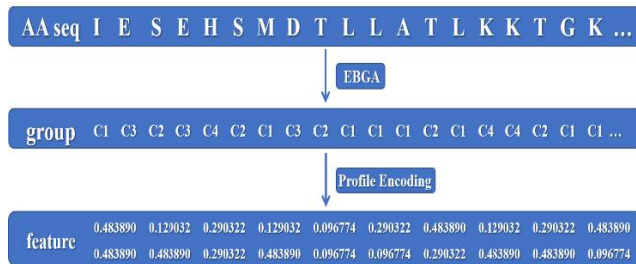 AA seq I E S E H S M D T L L A T L K K T G K ...
EBGA
group C1 C3 C2 C3 C4 C2 C1 C3 C2 C1 C1 C1 C2 C1 C4 C4 C2 C1 C1 ...
Profile Encoding
feature
0.483890 0.129032 0.290322 0.129032 0.096774 0.290322 0.483890 0.129032 0.290322 0.483890
0.483890 0.483890 0.290322 0.483890 0.096774 0.096774 0.290322 0.483890 0.483890 0.096774